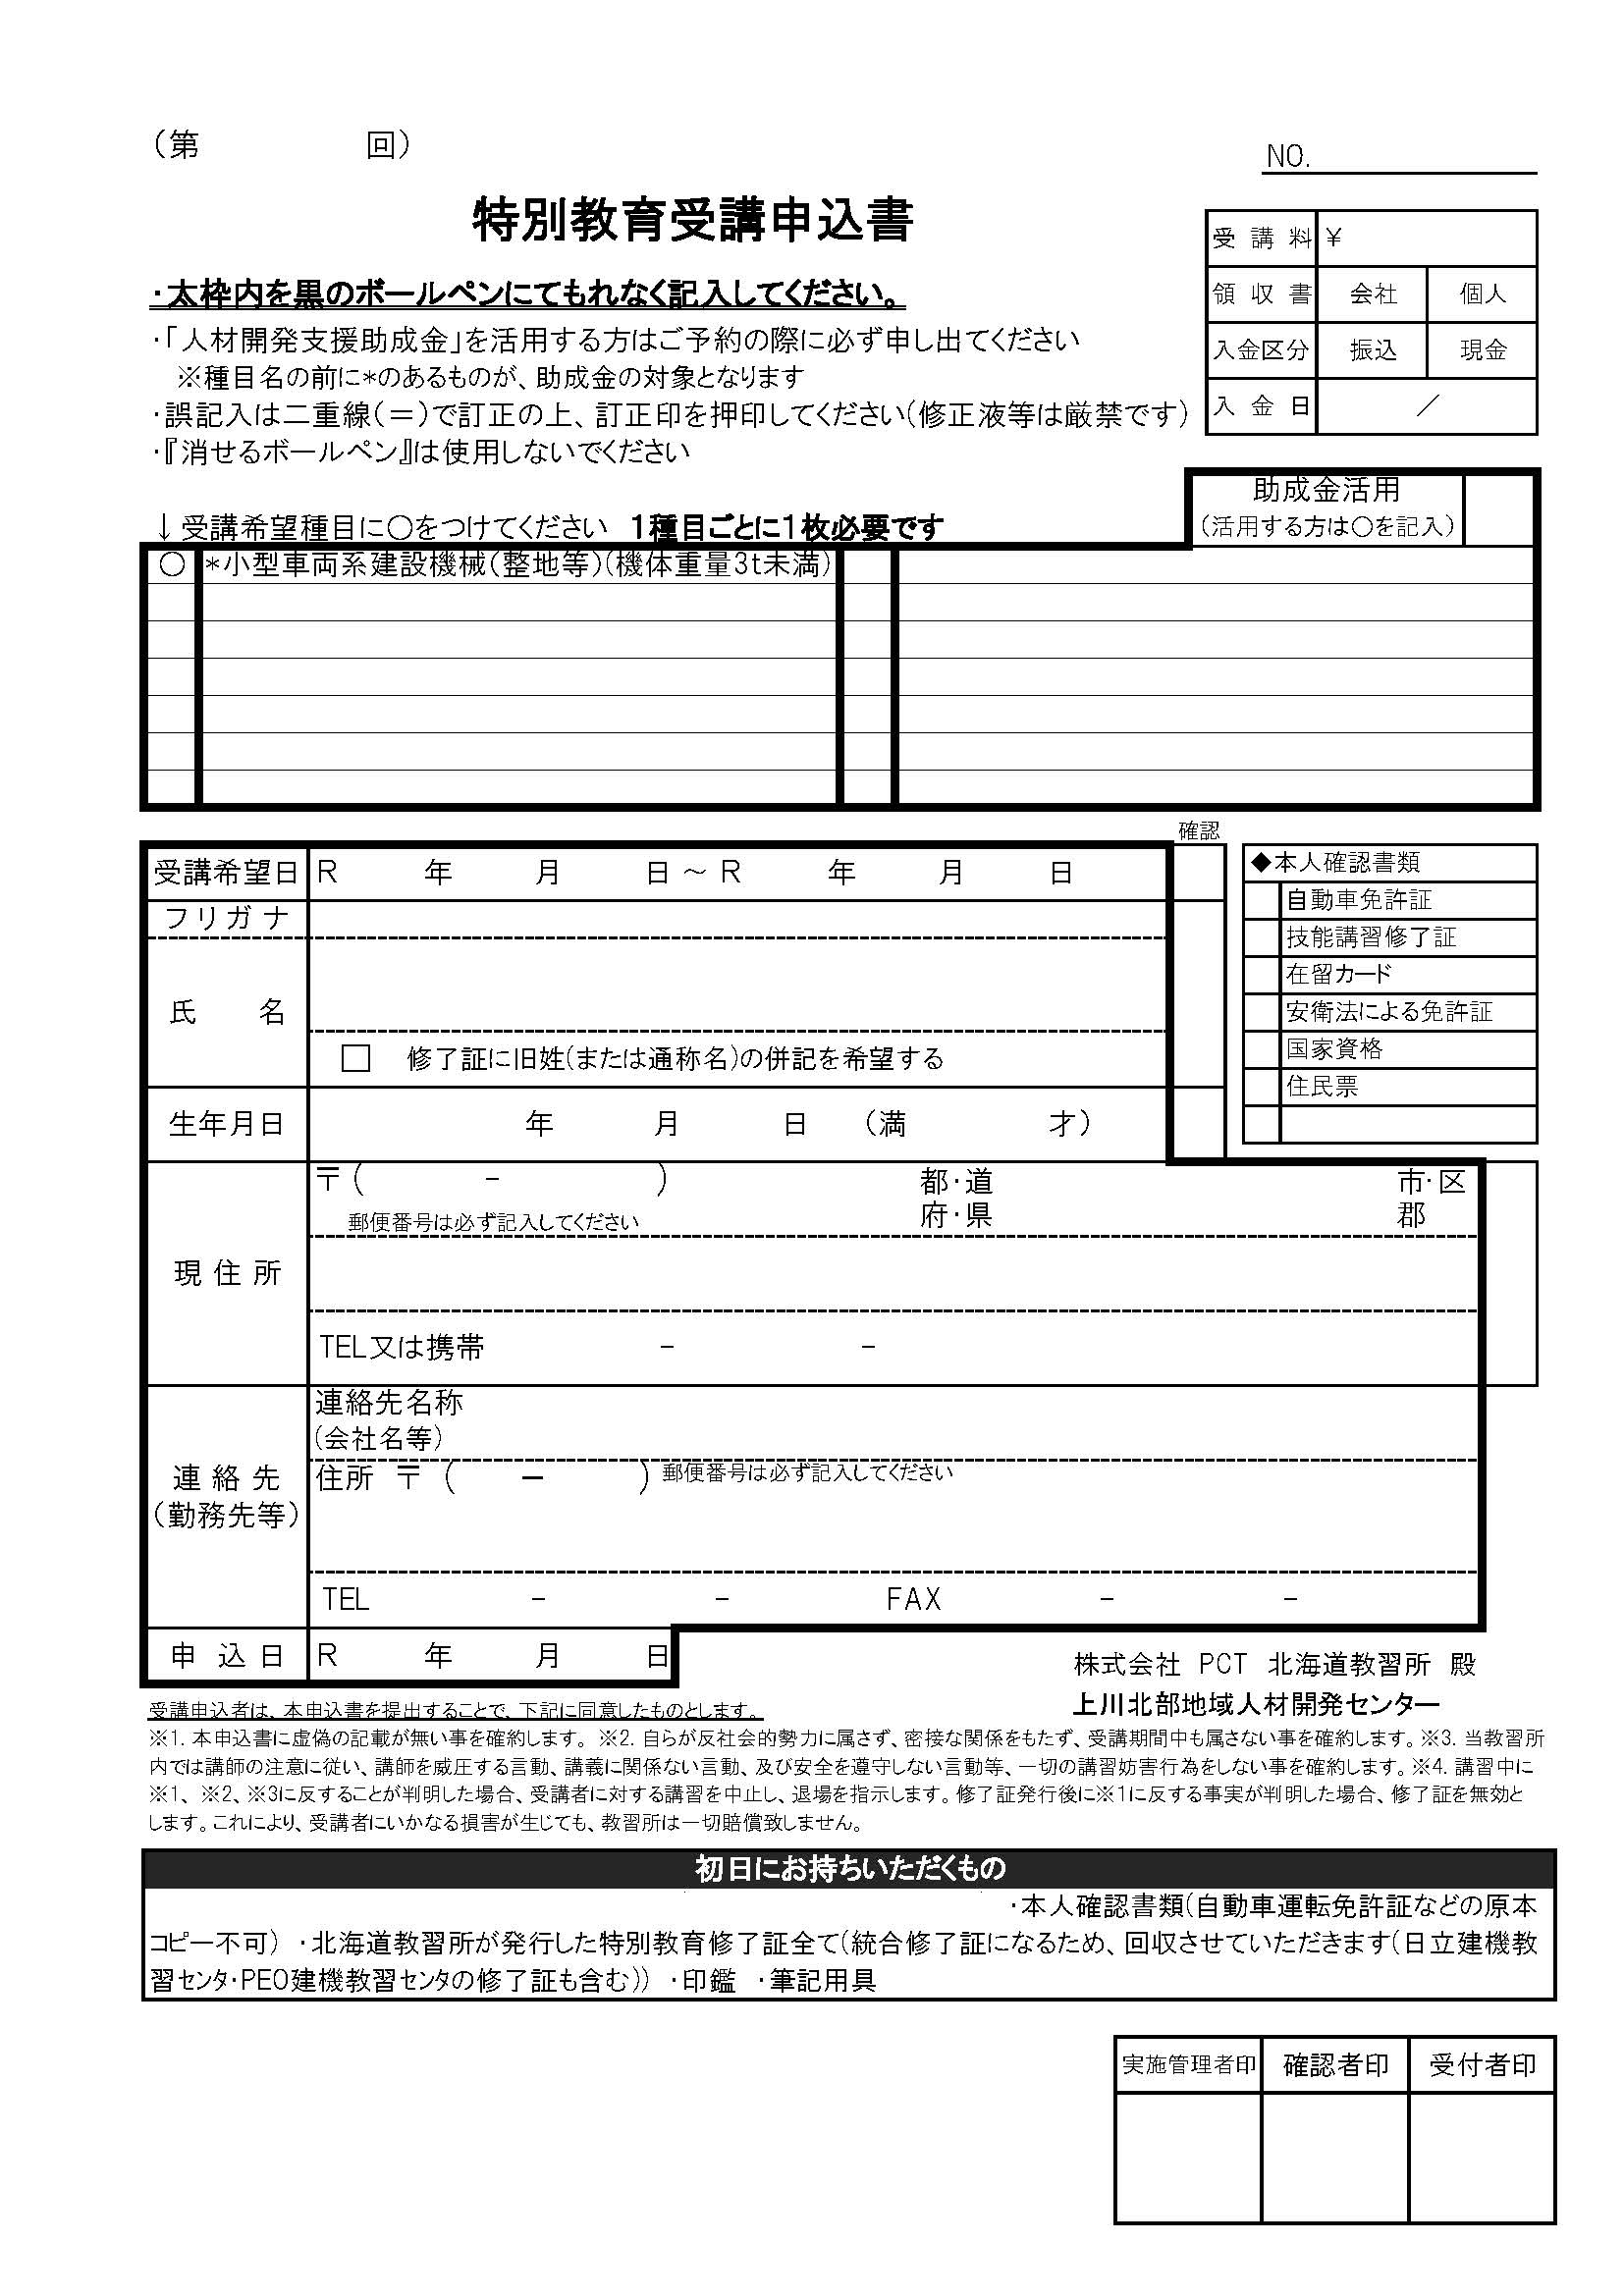 （第　　　　　回）
NO.
特別教育受講申込書
受 講 料 ￥
・太枠内を黒のボールペンにてもれなく記入してください。
領 収 書 会社 個人
・「人材開発支援助成金」を活用する方はご予約の際に必ず申し出てください
入金区分 振込 現金
※種目名の前に*のあるものが、助成金の対象となります
・誤記入は二重線（＝）で訂正の上、訂正印を押印してください（修正液等は厳禁です）
入 金 日 ／
・『消せるボールペン』は使用しないでください
助成金活用
（活用する方は○を記入）
↓受講希望種目に○をつけてください　1種目ごとに1枚必要です
○ *小型車両系建設機械（整地等）（機体重量3t未満）
確認
受講希望日 R 年 月 日 ～ R 年 月 日
◆本人確認書類
自動車免許証
フリガナ
技能講習修了証
在留カード
氏　　名
安衛法による免許証
国家資格
□　修了証に旧姓(または通称名)の併記を希望する
住民票
生年月日 年 月 日 （満 才）
〒（ － ） 都・道 市・区
府・県 郡
郵便番号は必ず記入してください
現 住 所
TEL又は携帯 － －
連絡先名称
(会社名等)
連 絡 先
（勤務先等）
住所　〒（ － ）郵便番号は必ず記入してください
TEL － － FAX － －
申 込 日 R 年 月 日
株式会社 PCT 北海道教習所 殿
上川北部地域人材開発センター
受講申込者は、本申込書を提出することで、下記に同意したものとします。
※1. 本申込書に虚偽の記載が無い事を確約します。 ※2. 自らが反社会的勢力に属さず、密接な関係をもたず、受講期間中も属さない事を確約します。※3. 当教習所
内では講師の注意に従い、講師を威圧する言動、講義に関係ない言動、及び安全を遵守しない言動等、一切の講習妨害行為をしない事を確約します。※4. 講習中に
※1、※2、※3に反することが判明した場合、受講者に対する講習を中止し、退場を指示します。修了証発行後に※1に反する事実が判明した場合、修了証を無効と
します。これにより、受講者にいかなる損害が生じても、教習所は一切賠償致しません。
初日にお持ちいただくもの
・本人確認書類（自動車運転免許証などの原本
コピー不可）　・北海道教習所が発行した特別教育修了証全て（統合修了証になるため、回収させていただきます（日立建機教
習センタ・PEO建機教習センタの修了証も含む））　・印鑑　・筆記用具
実施管理者印 確認者印 受付者印